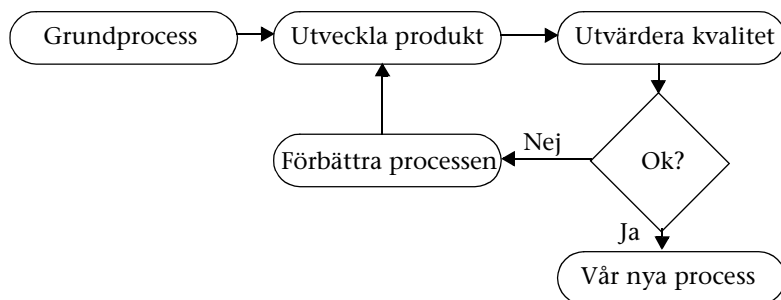 Grundprocess
Utveckla produkt
Utvärdera kvalitet
Nej
Förbättra processen
Ok?
Ja
Vår nya process